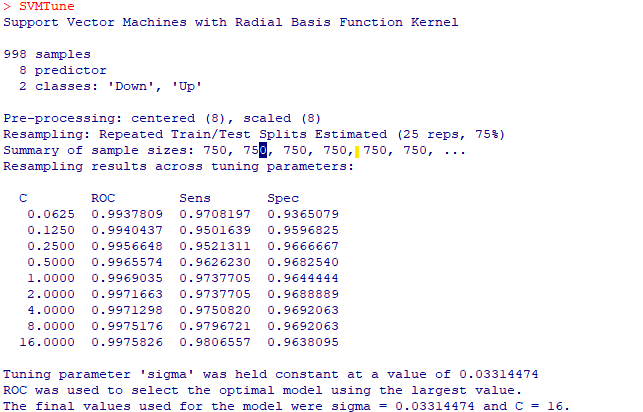 > SVMTune
Support Vector Machines with Radial Basis Function Kernel
998 samples
8 predictor
2 classes: 'Down', 'Up'
Pre-processing: centered (8), scaled (8)
Resampling: Repeated Train/Test Splits Estimated (25 reps, 75%)
Summary of sample sizes: 750, 750, 750, 750, 750, 750, ...
Resampling results across tuning parameters:
C ROC Sens Spec
0.0625 0.9937809 0.9708197 0.9365079
0.1250 0.9940437 0.9501639 0.9596825
0.2500 0.9956648 0.9521311 0.9666667
0.5000 0.9965574 0.9626230 0.9682540
1.0000 0.9969035 0.9737705 0.9644444
2.0000 0.9971663 0.9737705 0.9688889
4.0000 0.9971298 0.9750820 0.9692063
8.0000 0.9975176 0.9796721 0.9692063
16.0000 0.9975826 0.9806557 0.9638095
Tuning parameter 'sigma' was held constant at a value of 0.03314474
ROC was used to select the optimal model using the largest value.
The final values used for the model were sigma = 0.03314474 and C = 16.